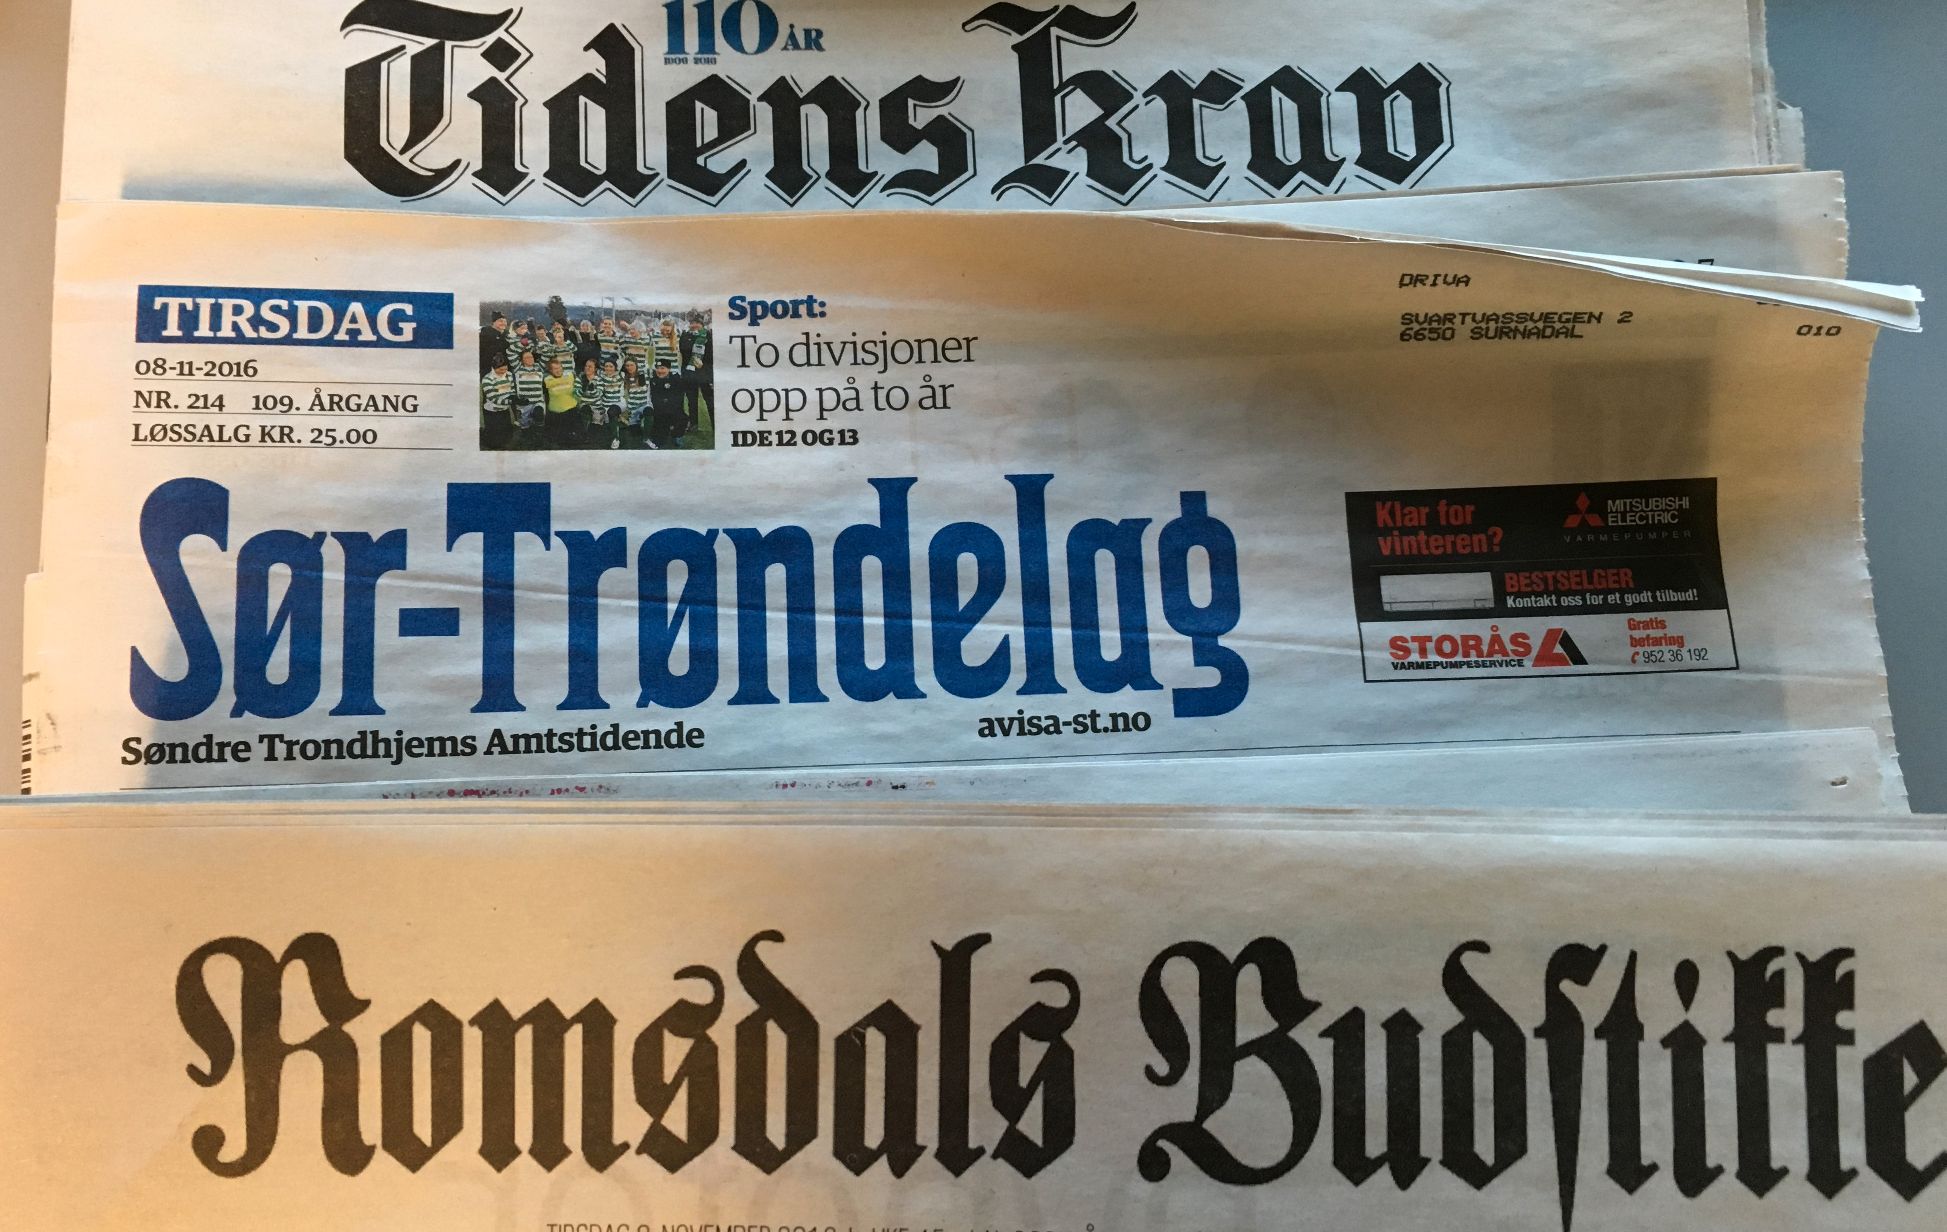 110 ÅR
1906 2016
Tidens Krav
TIRSDAG
08-11-2016
NR. 214 109. ÅRGANG
LØSSALG KR. 25.00
Sport:
To divisjoner
opp på to år
IDE 12 OG 13
DRIVA
SVARTVASSVEGEN 2
6650 SURNADAL
010
Sør-Trøndelag
Søndre Trondhjems Amtstidende
avisa-st.no
Klar for
vinteren?
MITSUBISHI
ELECTRIC
VARMEPUMPER
BESTSELGER
Kontakt oss for et godt tilbud!
STORÅS
VARMEPUMPESERVICE
Gratis
befaring
952 36 192
Romsdals Budstikke